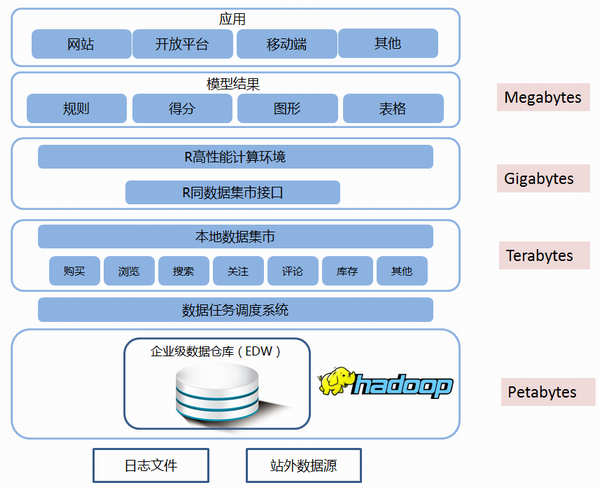 应用
网站 开放平台 移动端 其他
模型结果
规则 得分 图形 表格
Megabytes
R高性能计算环境
R同数据集市接口
Gigabytes
本地数据集市
购买 浏览 搜索 关注 评论 库存 其他
Terabytes
数据任务调度系统
企业级数据仓库（EDW）
hadoop
Petabytes
日志文件 站外数据源